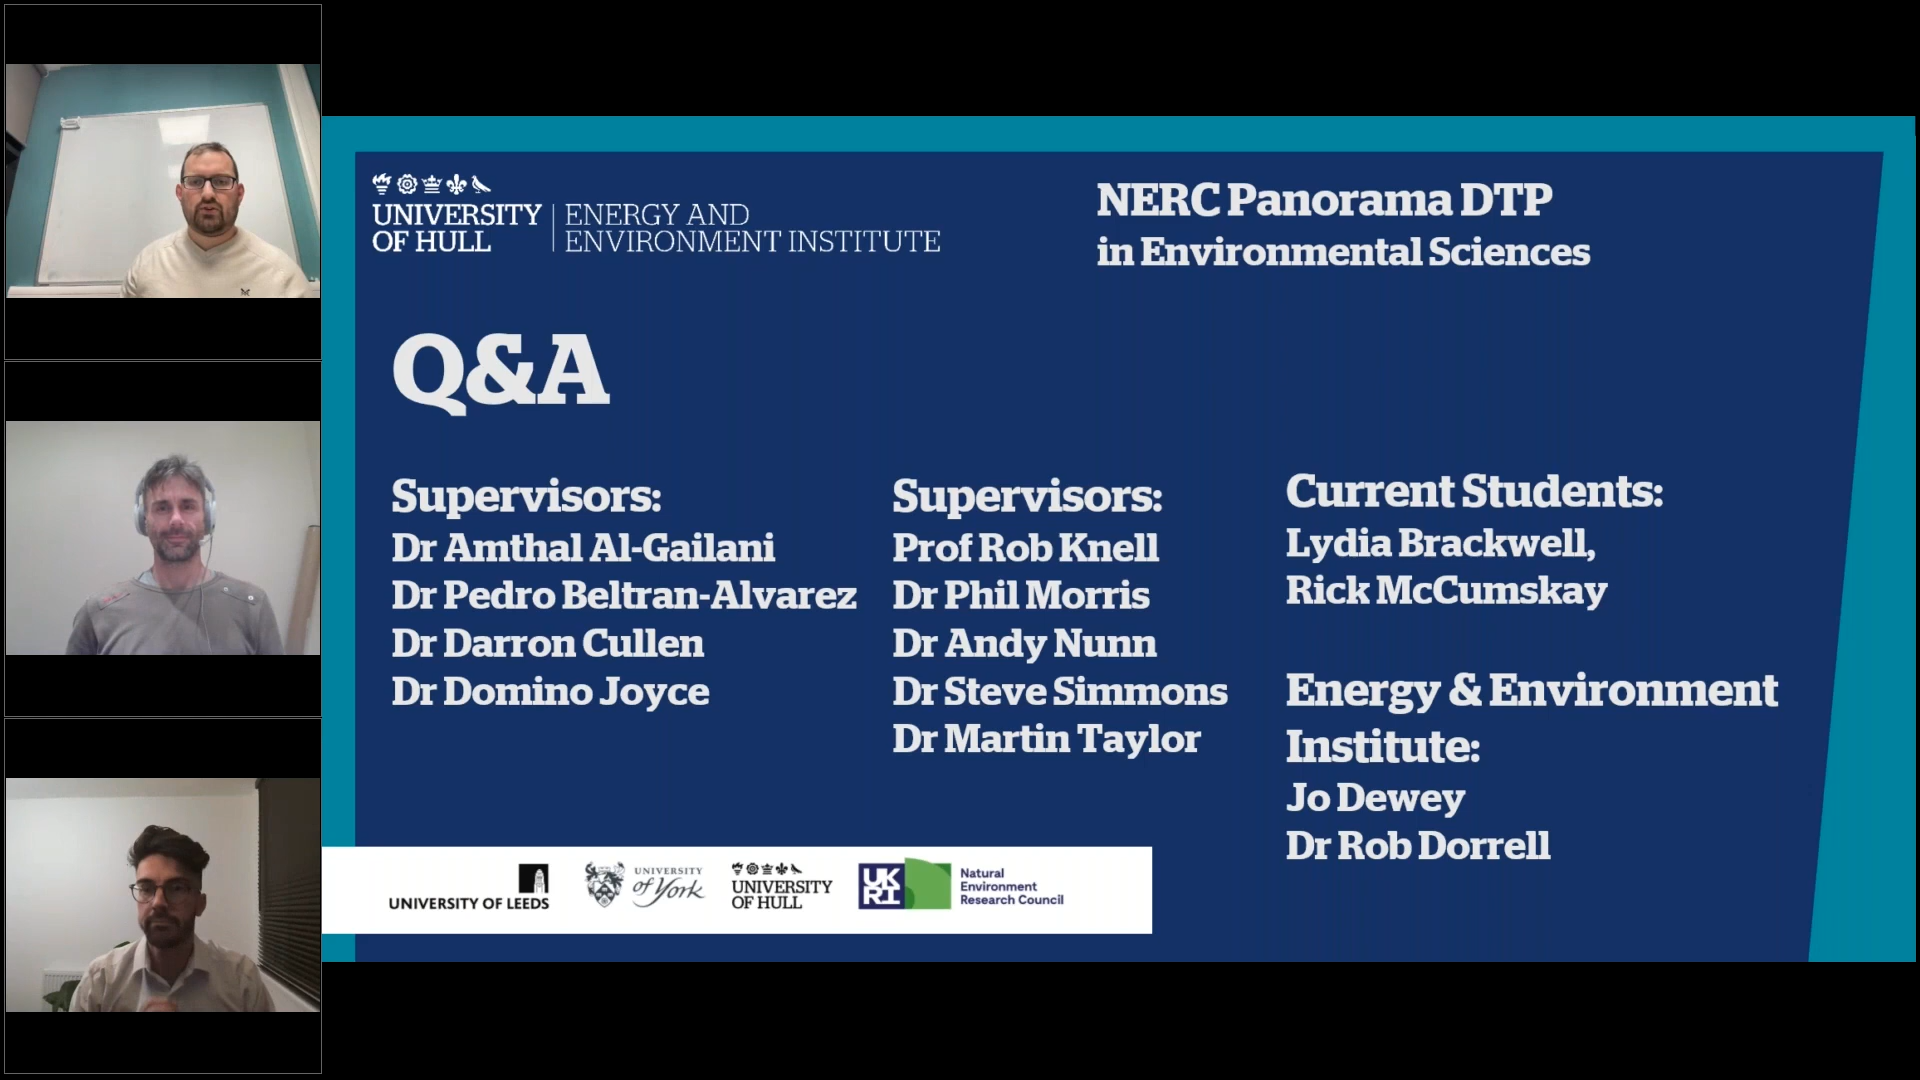 UNIVERSITY
OF HULL
ENERGY AND
ENVIRONMENT INSTITUTE
NERC Panorama DTP
in Environmental Sciences
Q&A
Supervisors:
Dr Amthal Al-Gailani
Dr Pedro Beltran-Alvarez
Dr Darron Cullen
Dr Domino Joyce
Supervisors:
Prof Rob Knell
Dr Phil Morris
Dr Andy Nunn
Dr Steve Simmons
Dr Martin Taylor
Current Students:
Lydia Brackwell,
Rick McCumskay
Energy & Environment
Institute:
Jo Dewey
Dr Rob Dorrell
UNIVERSITY OF LEEDS
UNIVERSITY
of York
UNIVERSITY
OF HULL
UK
RI
Natural
Environment
Research Council